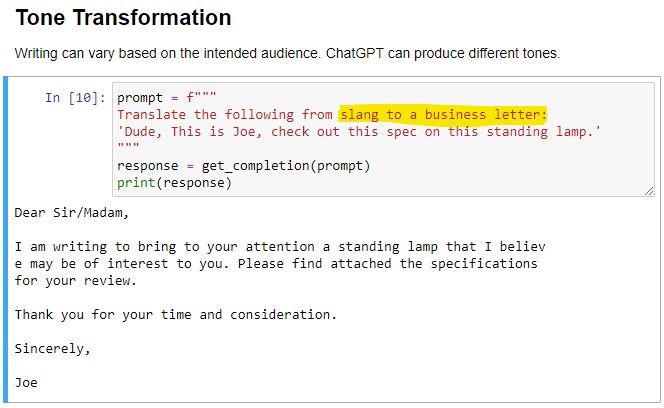 Tone Transformation
Writing can vary based on the intended audience. ChatGPT can produce different tones.
In [10]: prompt = f"""
Translate the following from slang to a business letter:
'Dude, This is Joe, check out this spec on this standing lamp.'
"""
response = get_completion(prompt)
print(response)
Dear Sir/Madam,
I am writing to bring to your attention a standing lamp that I believ
e may be of interest to you. Please find attached the specifications
for your review.
Thank you for your time and consideration.
Sincerely,
Joe